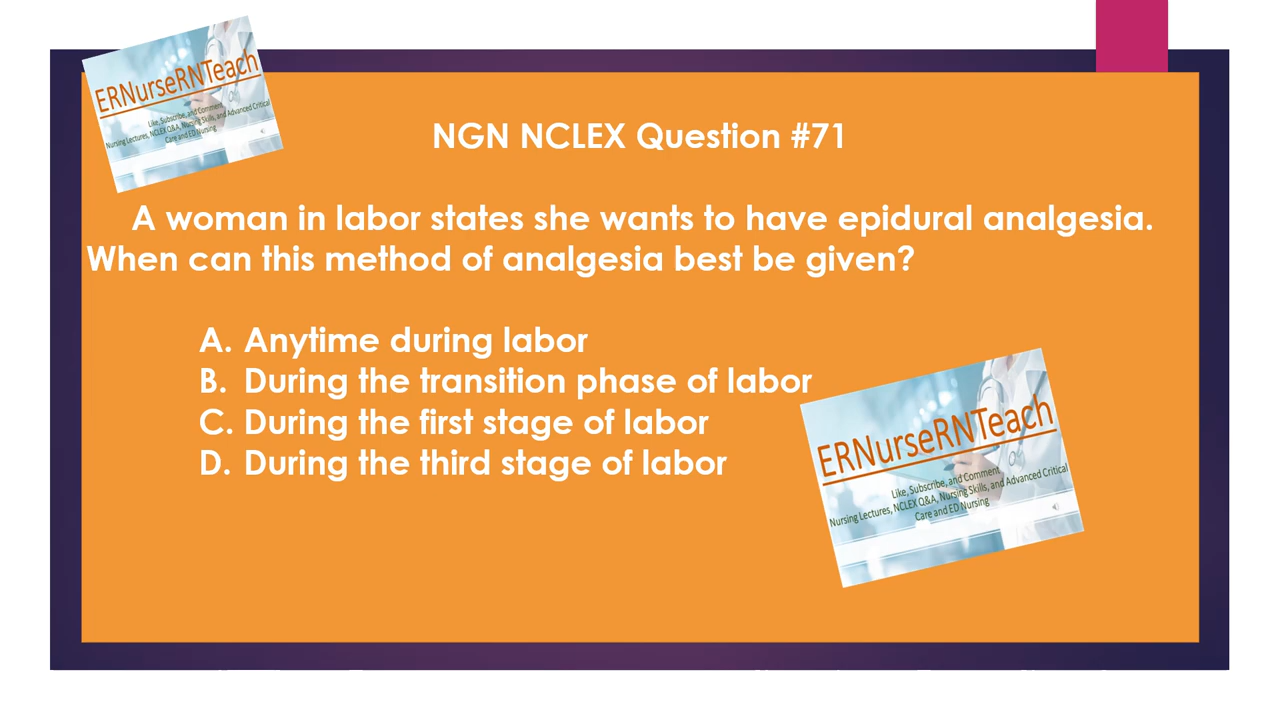 ERNurseRNTeach
Like, Subscribe, and Comment
Nursing Lectures, NCLEX Q&A, Nursing Skills, and Advanced Critical
Care and ED Nursing
NGN NCLEX Question #71
A woman in labor states she wants to have epidural analgesia.
When can this method of analgesia best be given?
A. Anytime during labor
B. During the transition phase of labor
C. During the first stage of labor
D. During the third stage of labor
ERNurseRNTeach
Like, Subscribe, and Comment
Nursing Lectures, NCLEX Q&A, Nursing Skills, and Advanced Critical
Care and ED Nursing